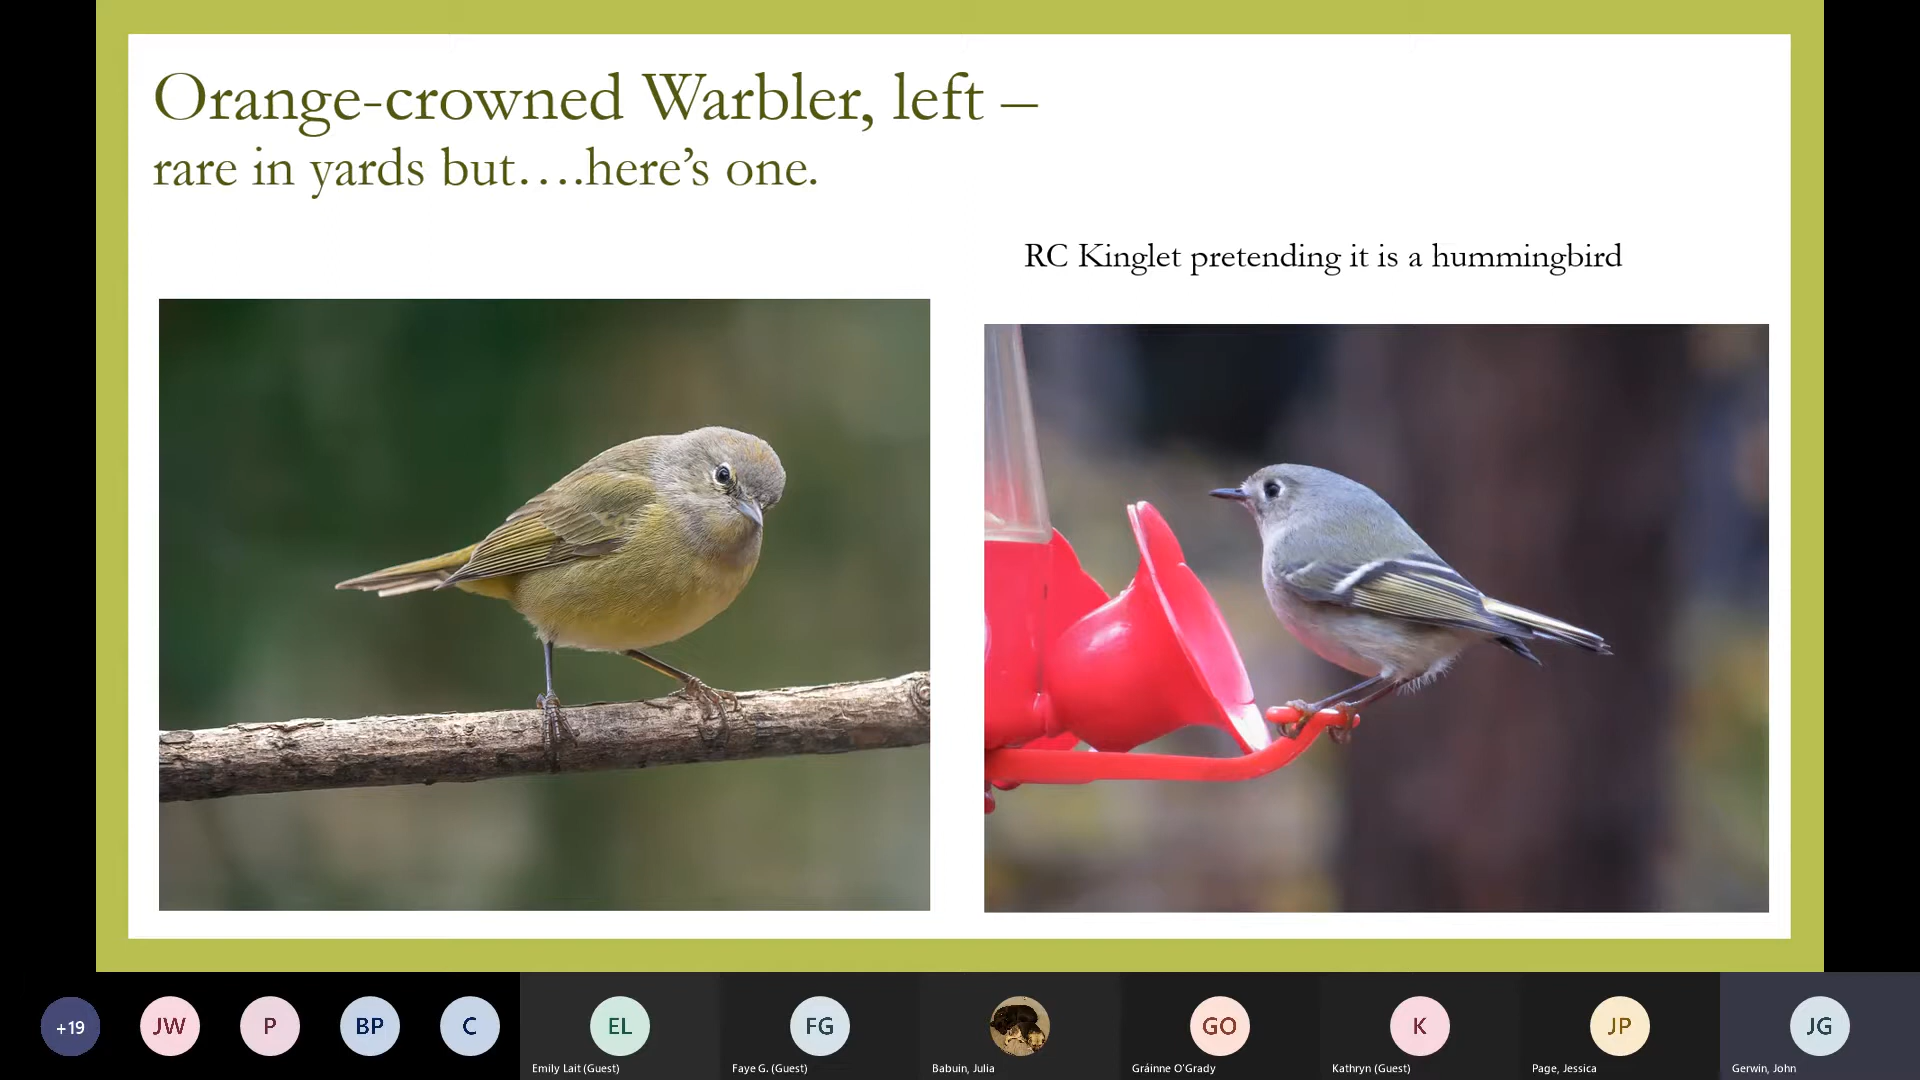 Orange-crowned Warbler, left –
rare in yards but….here’s one.
RC Kinglet pretending it is a hummingbird
+19
JW
P
BP
C
EL
FG
GO
K
JP
JG
Emily Lait (Guest)
Faye G. (Guest)
Babuin, Julia
Gráinne O'Grady
Kathryn (Guest)
Page, Jessica
Gerwin, John